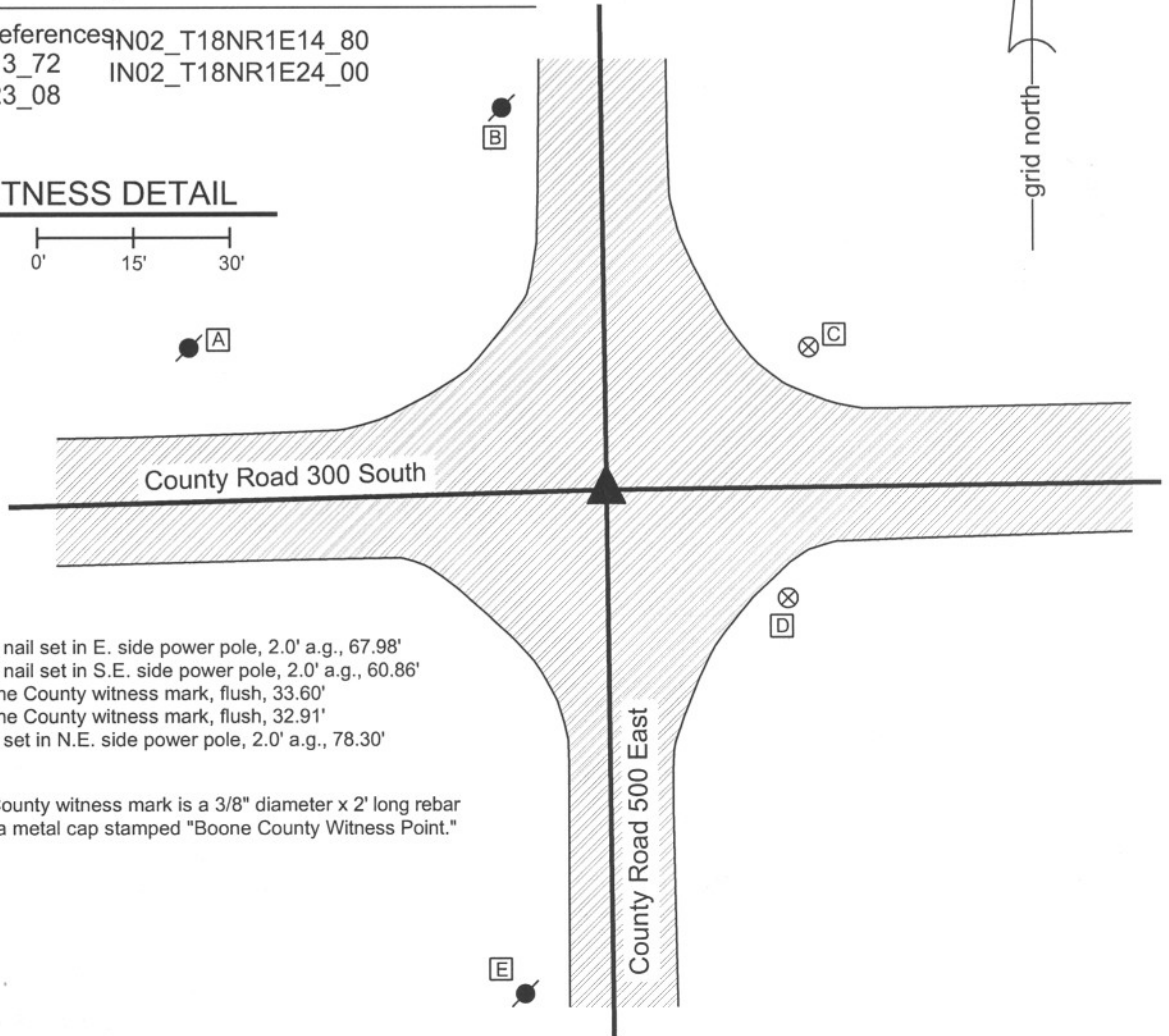 IN02_T18NR1E14_80
3_72
IN02_T18NR1E24_00
3_08
DETAIL
0' 15' 30'
grid north
B
A
C
County Road 300 South
D
nail set in E. side power pole, 2.0' a.g., 67.98'
nail set in S.E. side power pole, 2.0' a.g., 60.86'
County witness mark, flush, 33.60'
County witness mark, flush, 32.91'
set in N.E. side power pole, 2.0' a.g., 78.30'
County Road 500 East
County witness mark is a 3/8" diameter x 2' long rebar
a metal cap stamped "Boone County Witness Point."
E